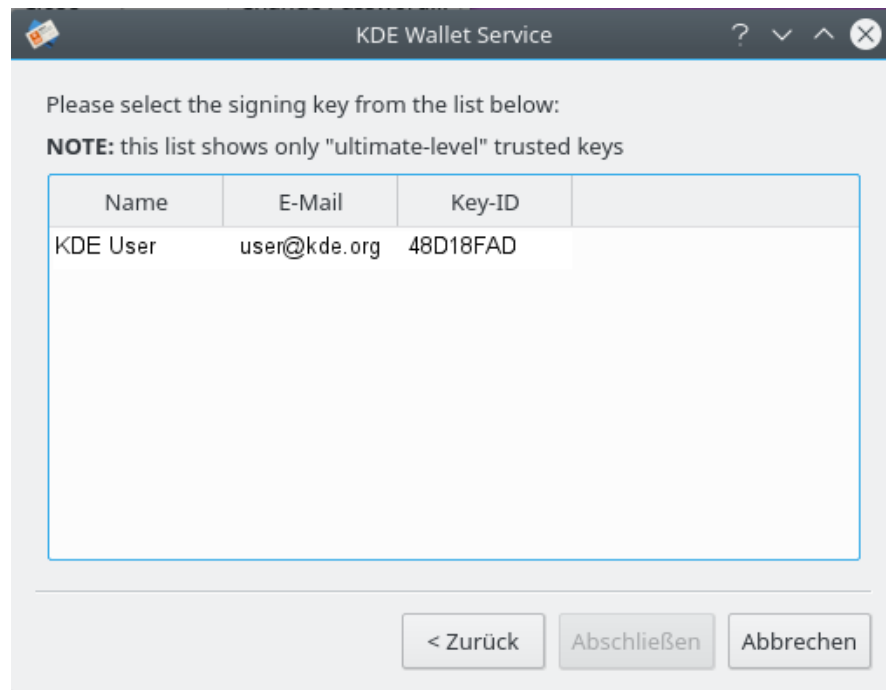 KDE Wallet Service
Please select the signing key from the list below:
NOTE: this list shows only "ultimate-level" trusted keys
Name E-Mail Key-ID
KDE User user@kde.org 48D18FAD
< Zurück Abschließen Abbrechen